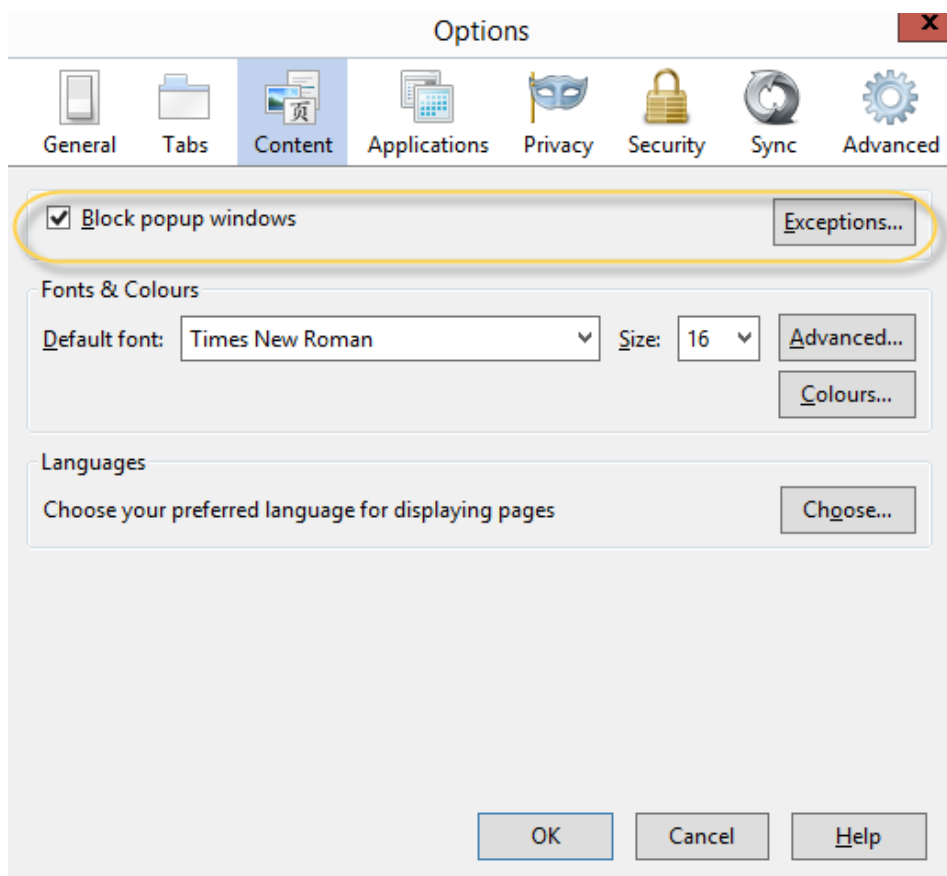 Options
x
General Tabs Content Applications Privacy Security Sync Advanced
页
Block popup windows Exceptions...
Fonts & Colours
Default font: Times New Roman Size: 16 Advanced...
Colours...
Languages
Choose your preferred language for displaying pages Choose...
OK Cancel Help